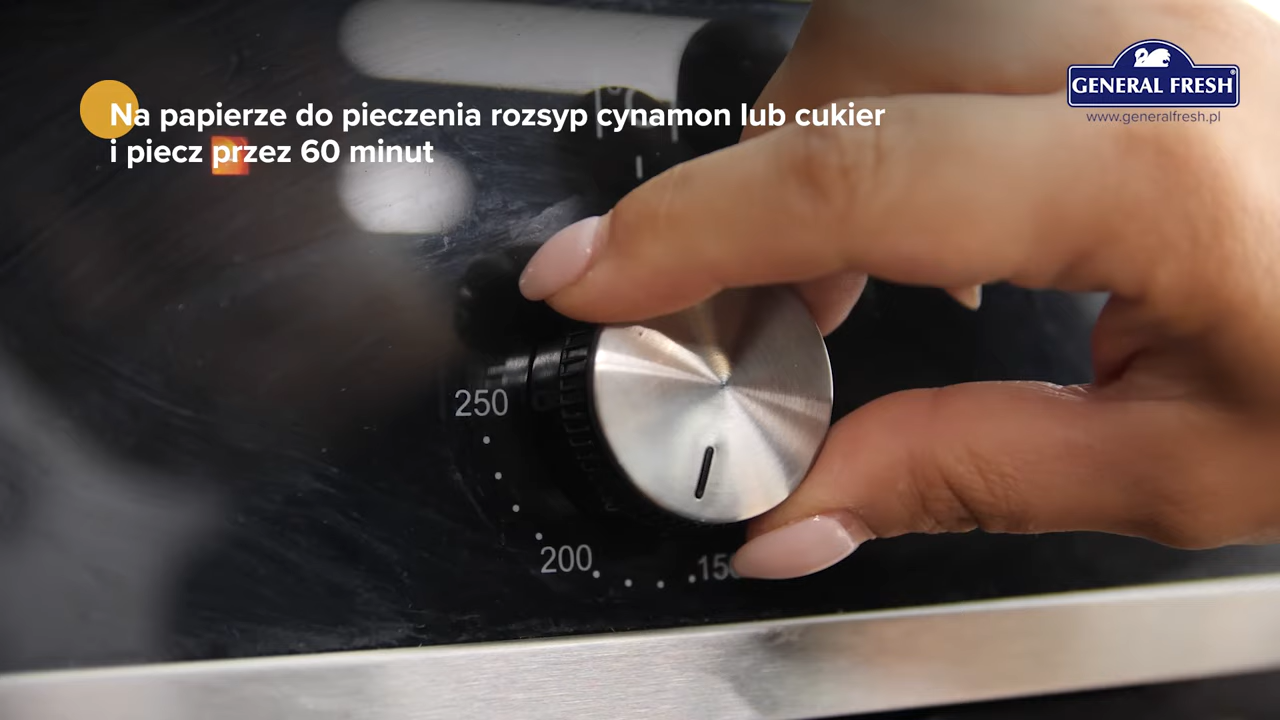 Na papierze do pieczenia rozsyp cynamon lub cukier
i piecz przez 60 minut
GENERAL FRESH®
www.generalfresh.pl
250
200
150